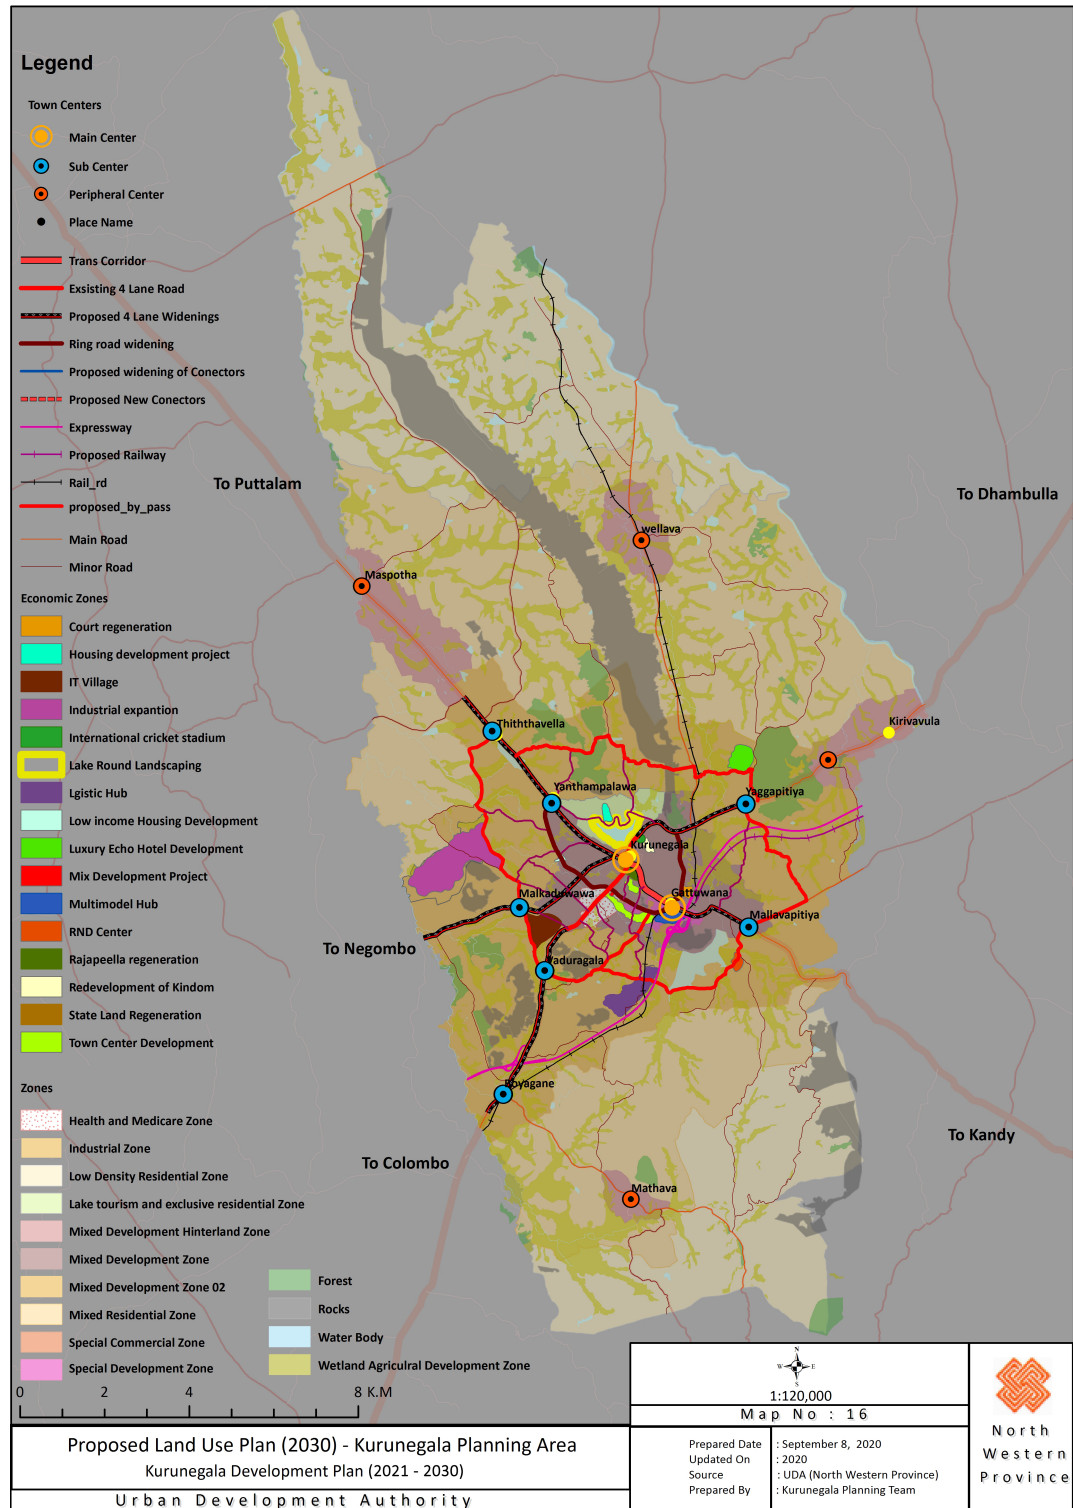 Legend
Town Centers
Main Center
Sub Center
Peripheral Center
Place Name
Trans Corridor
Exsisting 4 Lane Road
Proposed 4 Lane Widenings
Ring road widening
Proposed widening of Conectors
Proposed New Conectors
Expressway
Proposed Railway
Rail_rd
proposed_by_pass
Main Road
Minor Road
Economic Zones
Court regeneration
Housing development project
IT Village
Industrial expantion
International cricket stadium
Lake Round Landscaping
Lgistic Hub
Low income Housing Development
Luxury Echo Hotel Development
Mix Development Project
Multimodel Hub
RND Center
Rajapeella regeneration
Redevelopment of Kindom
State Land Regeneration
Town Center Development
Zones
Health and Medicare Zone
Industrial Zone
Low Density Residential Zone
Lake tourism and exclusive residential Zone
Mixed Development Hinterland Zone
Mixed Development Zone
Mixed Development Zone 02
Mixed Residential Zone
Special Commercial Zone
Special Development Zone
Forest
Rocks
Water Body
Wetland Agriculral Development Zone
0 2 4 8 K.M
To Puttalam
To Dhambulla
wellava
Maspotha
Kirivavula
Thiththavella
Yanthampalawa
Yaggapitiya
Kurunegala
Malkaduwawa
Gettuwana
Mallavapitiya
To Negombo
Yaduragala
Boyagane
To Kandy
To Colombo
Mathava
N
W E
S
1:120,000
Map No : 16
Proposed Land Use Plan (2030) - Kurunegala Planning Area
Kurunegala Development Plan (2021 - 2030)
Urban Development Authority
Prepared Date : September 8, 2020
Updated On : 2020
Source : UDA (North Western Province)
Prepared By : Kurunegala Planning Team
North
Western
Province